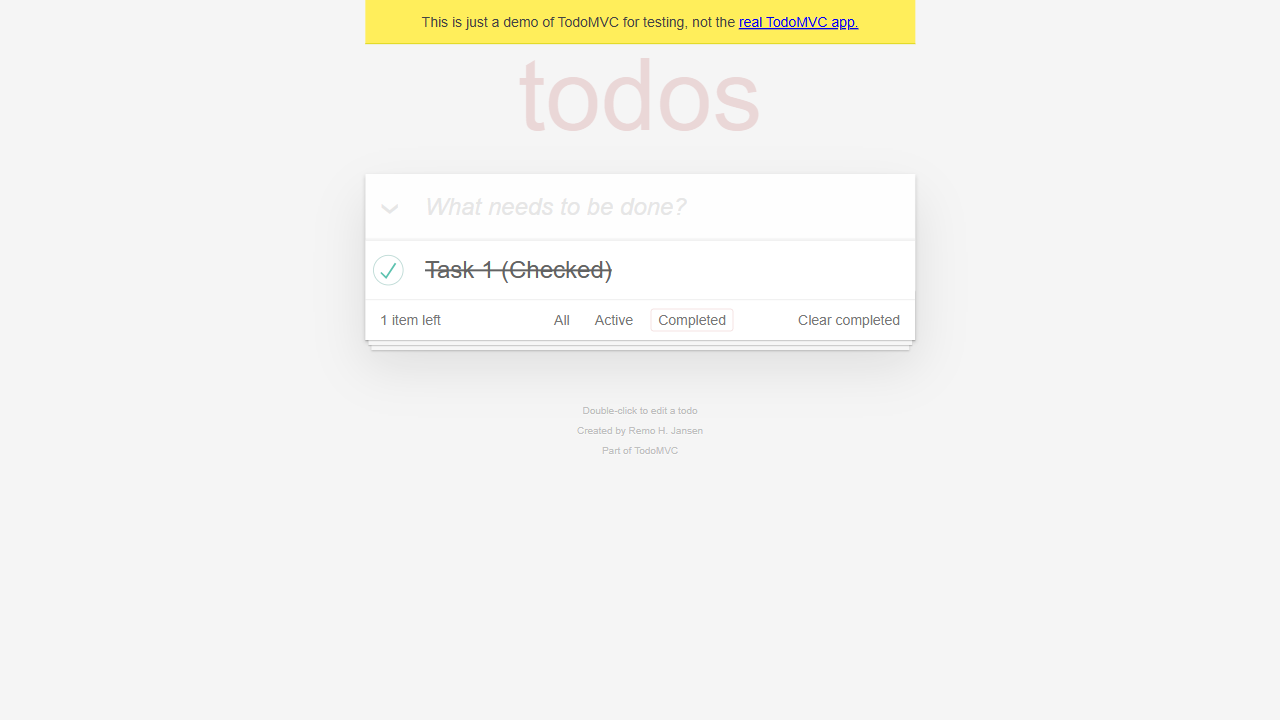 This is just a demo of TodoMVC for testing, not the real TodoMVC app.
todos
What needs to be done?
Task 1 (Checked)
1 item left All Active Completed Clear completed
Double-click to edit a todo
Created by Remo H. Jansen
Part of TodoMVC